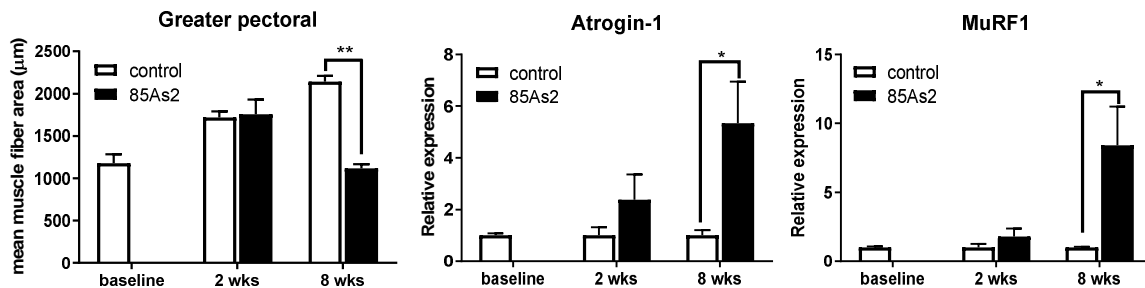 Greater pectoral
mean muscle fiber area (μm)
2500
2000
1500
1000
500
0
control
85As2
**
baseline
2 wks
8 wks
Atrogin-1
Relative expression
8
6
4
2
0
control
85As2
*
baseline
2 wks
8 wks
MuRF1
Relative expression
15
10
5
0
control
85As2
*
baseline
2 wks
8 wks